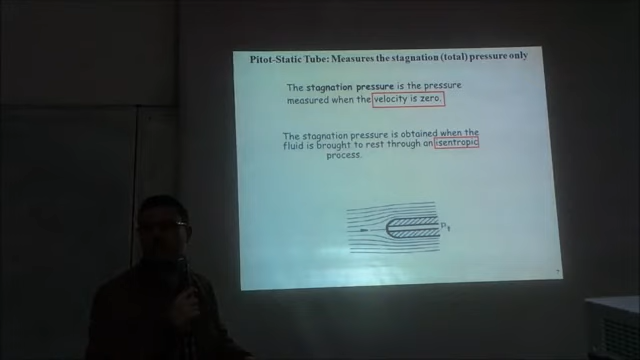 Pitot-Static Tube: Measures the stagnation (total) pressure only
The stagnation pressure is the pressure
measured when the velocity is zero.
The stagnation pressure is obtained when the
fluid is brought to rest through an isentropic
process.